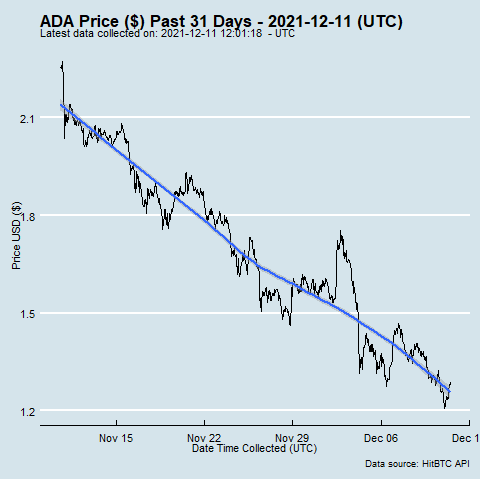 ADA Price ($) Past 31 Days - 2021-12-11 (UTC)
Latest data collected on: 2021-12-11 12:01:18 - UTC
2.1
1.8
1.5
1.2
Price USD ($)
Nov 15 Nov 22 Nov 29 Dec 06 Dec 1
Date Time Collected (UTC)
Data source: HitBTC API